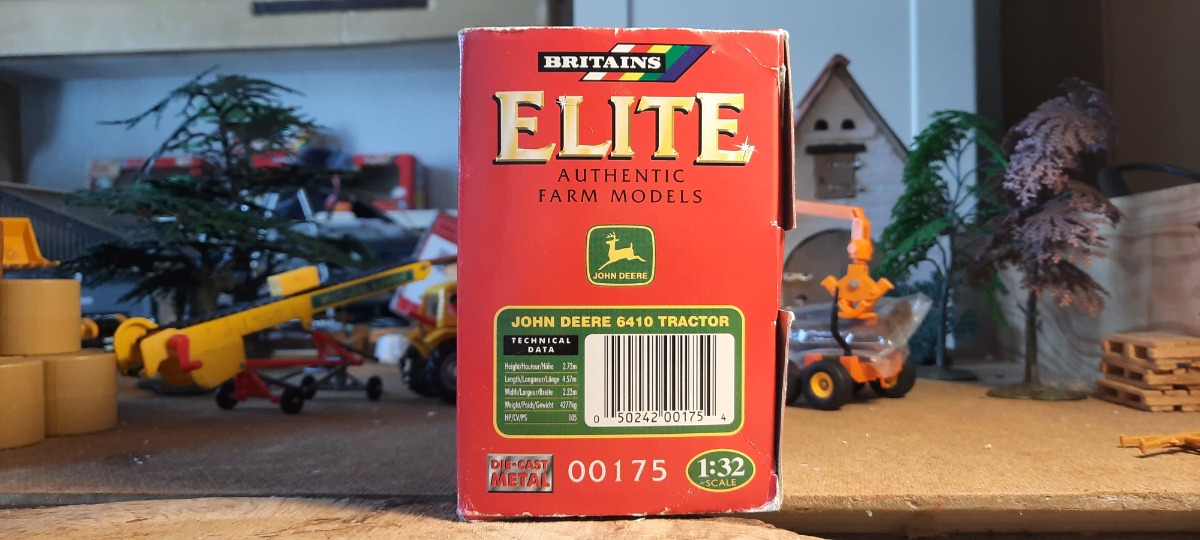 BRITAINS
ELITE
AUTHENTIC
FARM MODELS
JOHN DEERE
JOHN DEERE 6410 TRACTOR
TECHNICAL
DATA
Height/Hauteur/Höhe 2.73m
Length/Longueur/Länge 4.57m
Width/Largeur/Breite 2.22m
Weight/Poids/Gewicht 4277kg
HP/CV/PS 105
0 50242 00175 4
DIE-CAST
METAL
00175
1:32
SCALE